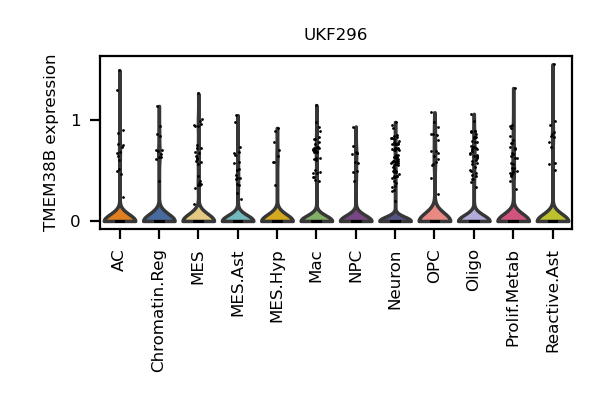 UKF296
TMEM38B expression
1
0
AC
Chromatin.Reg
MES
MES.Ast
MES.Hyp
Mac
NPC
Neuron
OPC
Oligo
Prolif.Metab
Reactive.Ast